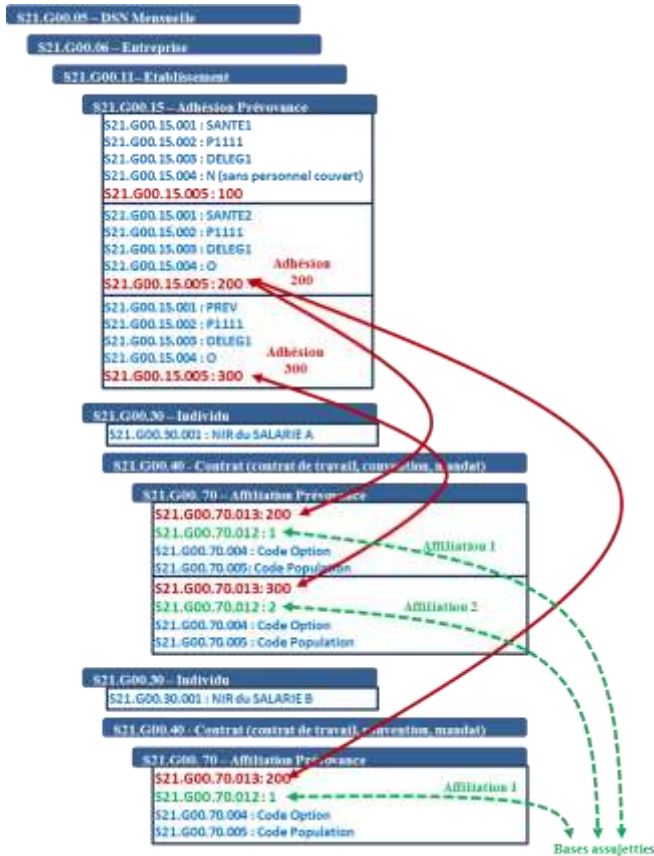 S21.G00.05 – DSN Mensuelle
S21.G00.06 – Entreprise
S21.G00.11– Etablissement
S21.G00.15 – Adhésion Prévoyance
S21.G00.15.001 : SANTE1
S21.G00.15.002 : P1111
S21.G00.15.003 : DELEG1
S21.G00.15.004 : N (sans personnel couvert)
S21.G00.15.005 : 100
S21.G00.15.001 : SANTE2
S21.G00.15.002 : P1111
S21.G00.15.003 : DELEG1
S21.G00.15.004 : O
S21.G00.15.005 : 200
Adhésion
200
S21.G00.15.001 : PREV
S21.G00.15.002 : P1111
S21.G00.15.003 : DELEG1
S21.G00.15.004 : O
S21.G00.15.005 : 300
Adhésion
300
S21.G00.30 – Individu
S21.G00.30.001 : NIR du SALARIE A
S21.G00.40 - Contrat (contrat de travail, convention, mandat)
S21.G00. 70 – Affiliation Prévoyance
S21.G00.70.013: 200
S21.G00.70.012 : 1
S21.G00.70.004 : Code Option
S21.G00.70.005: Code Population
Affiliation 1
S21.G00.70.013: 300
S21.G00.70.012 : 2
S21.G00.70.004 : Code Option
S21.G00.70.005 : Code Population
Affiliation 2
S21.G00.30 – Individu
S21.G00.30.001 : NIR du SALARIE B
S21.G00.40 - Contrat (contrat de travail, convention, mandat)
S21.G00. 70 – Affiliation Prévoyance
S21.G00.70.013: 200
S21.G00.70.012 : 1
S21.G00.70.004 : Code Option
S21.G00.70.005 : Code Population
Affiliation 1
Bases assujetties